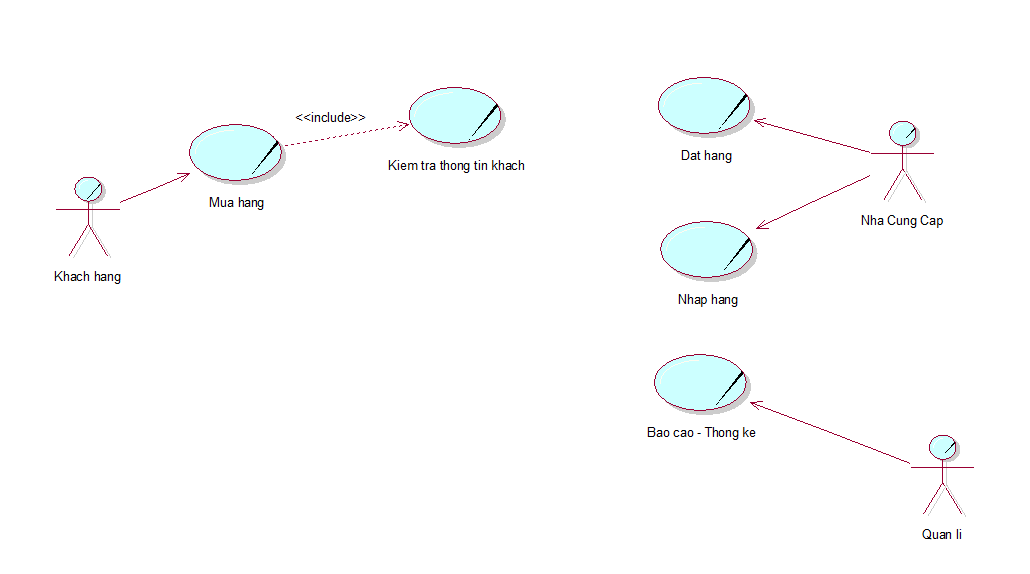 <<include>>
Kiem tra thong tin khach
Mua hang
Khach hang
Dat hang
Nha Cung Cap
Nhap hang
Bao cao - Thong ke
Quan li